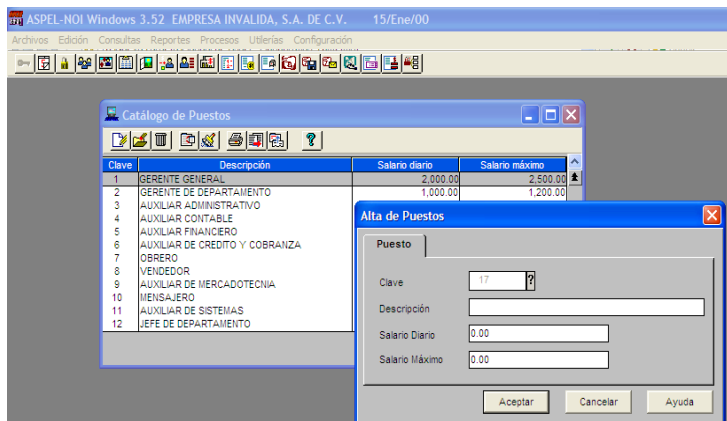 ASPEL-NOI Windows 3.52 EMPRESA INVALIDA, S.A. DE C.V. 15/Ene/00
Archivos Edición Consultas Reportes Procesos Utilerías Configuración
Catálogo de Puestos
Clave Descripción Salario diario Salario máximo
1 GERENTE GENERAL 2,000.00 2,500.00
2 GERENTE DE DEPARTAMENTO 1,000.00 1,200.00
3 AUXILIAR ADMINISTRATIVO
4 AUXILIAR CONTABLE
5 AUXILIAR FINANCIERO
6 AUXILIAR DE CREDITO Y COBRANZA
7 OBRERO
8 VENDEDOR
9 AUXILIAR DE MERCADOTECNIA
10 MENSAJERO
11 AUXILIAR DE SISTEMAS
12 JEFE DE DEPARTAMENTO
Alta de Puestos
Puesto
Clave 17 ?
Descripción
Salario Diario 0.00
Salario Máximo 0.00
Aceptar Cancelar Ayuda